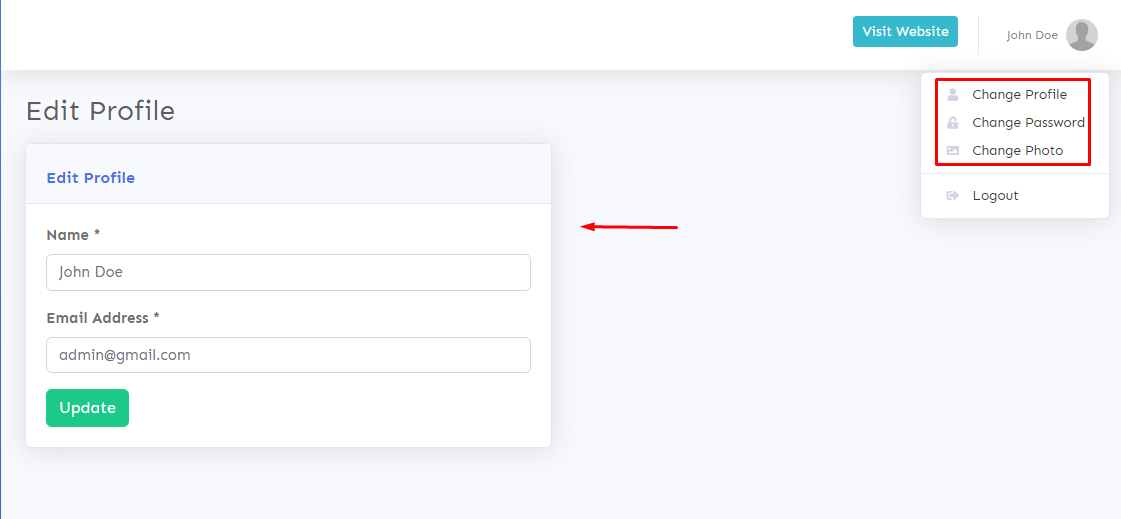 Visit Website
John Doe
Change Profile
Change Password
Change Photo
Logout
Edit Profile
Edit Profile
Name *
John Doe
Email Address *
admin@gmail.com
Update